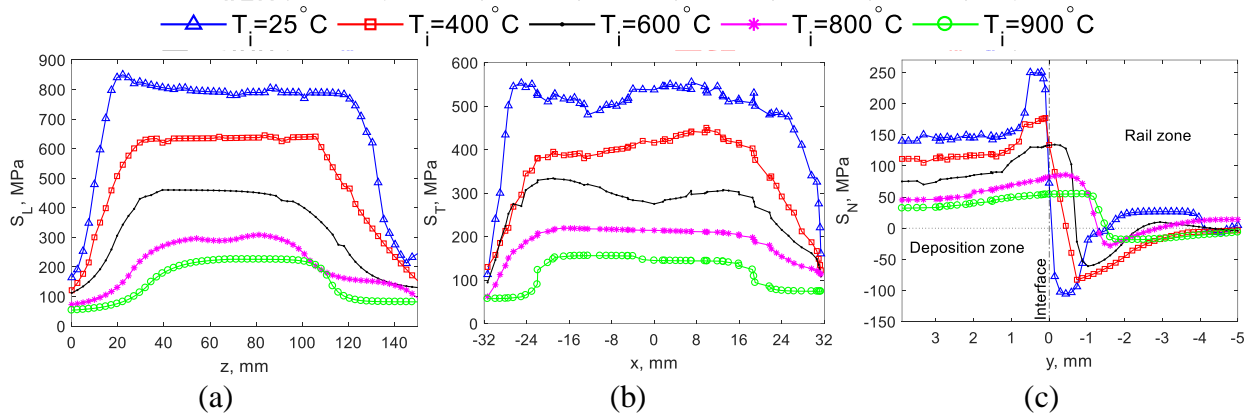 T_i=25°C T_i=400°C T_i=600°C T_i=800°C T_i=900°C
900
800
700
600
500
400
300
200
100
0
S_L, MPa
0 20 40 60 80 100 120 140
z, mm
(a)
600
500
400
300
200
100
0
S_T, MPa
-32 -24 -16 -8 0 8 16 24 32
x, mm
(b)
250
200
150
100
50
0
-50
-100
-150
S_N, MPa
Rail zone
Deposition zone
Interface
3 2 1 0 -1 -2 -3 -4 -5
y, mm
(c)